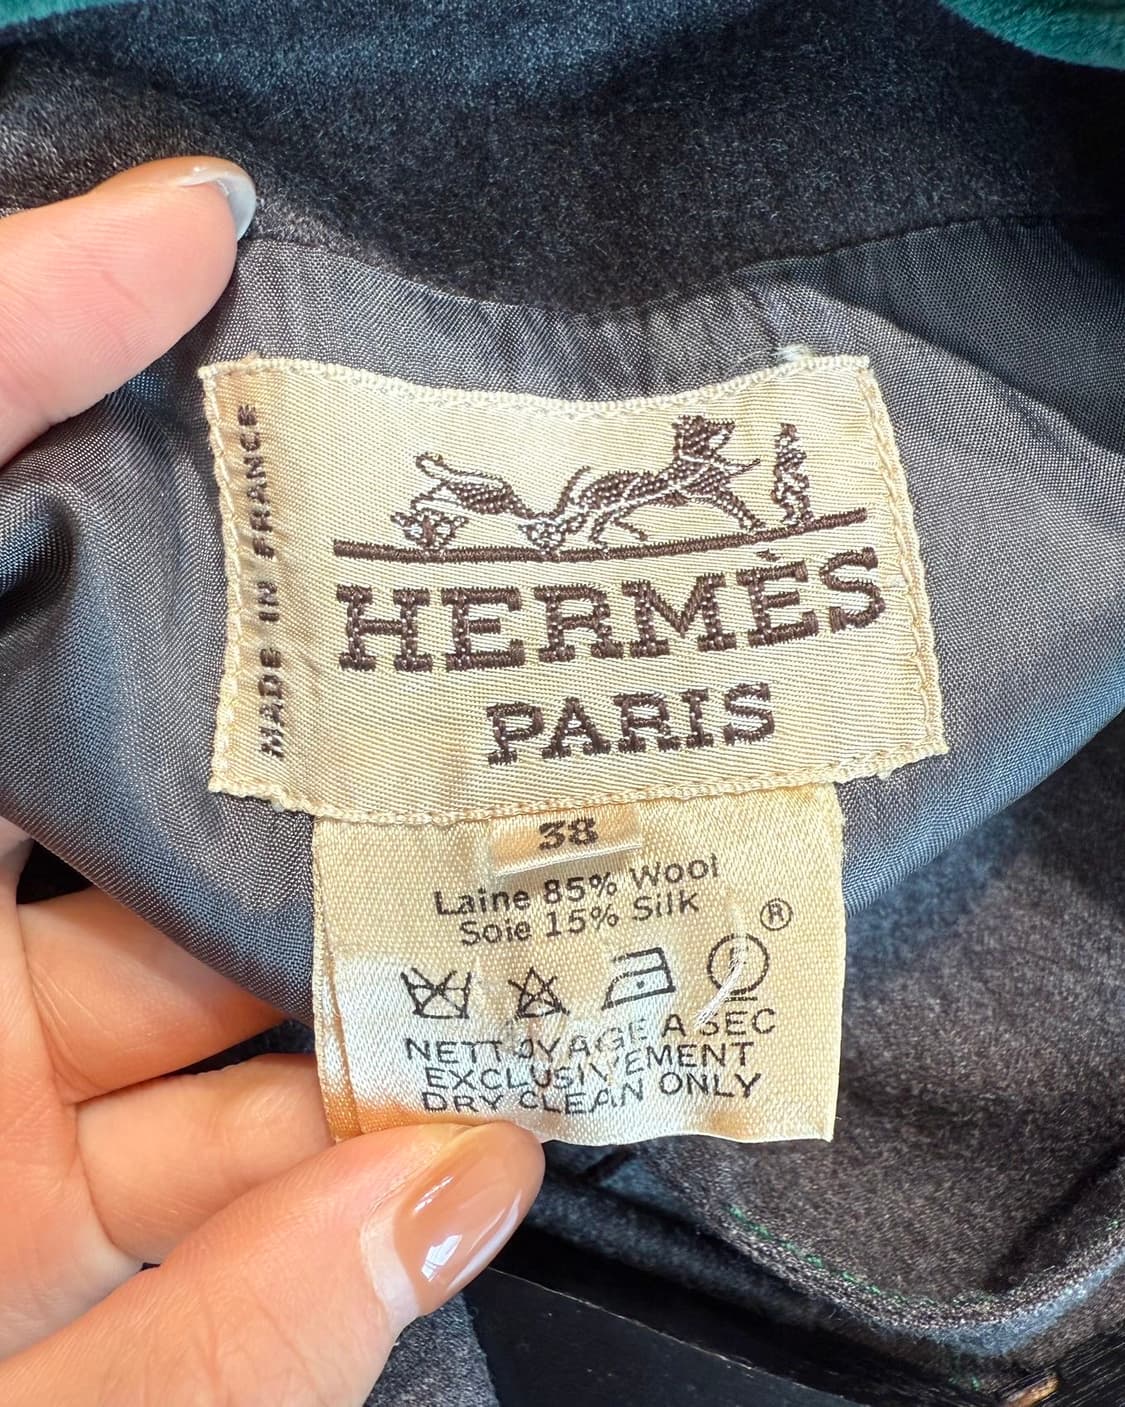 MADE IN FRANCE
HERMÈS
PARIS
38
Laine 85% Wool
Soie 15% Silk
®
P
NETTOYAGE A SEC
EXCLUSIVEMENT
DRY CLEAN ONLY